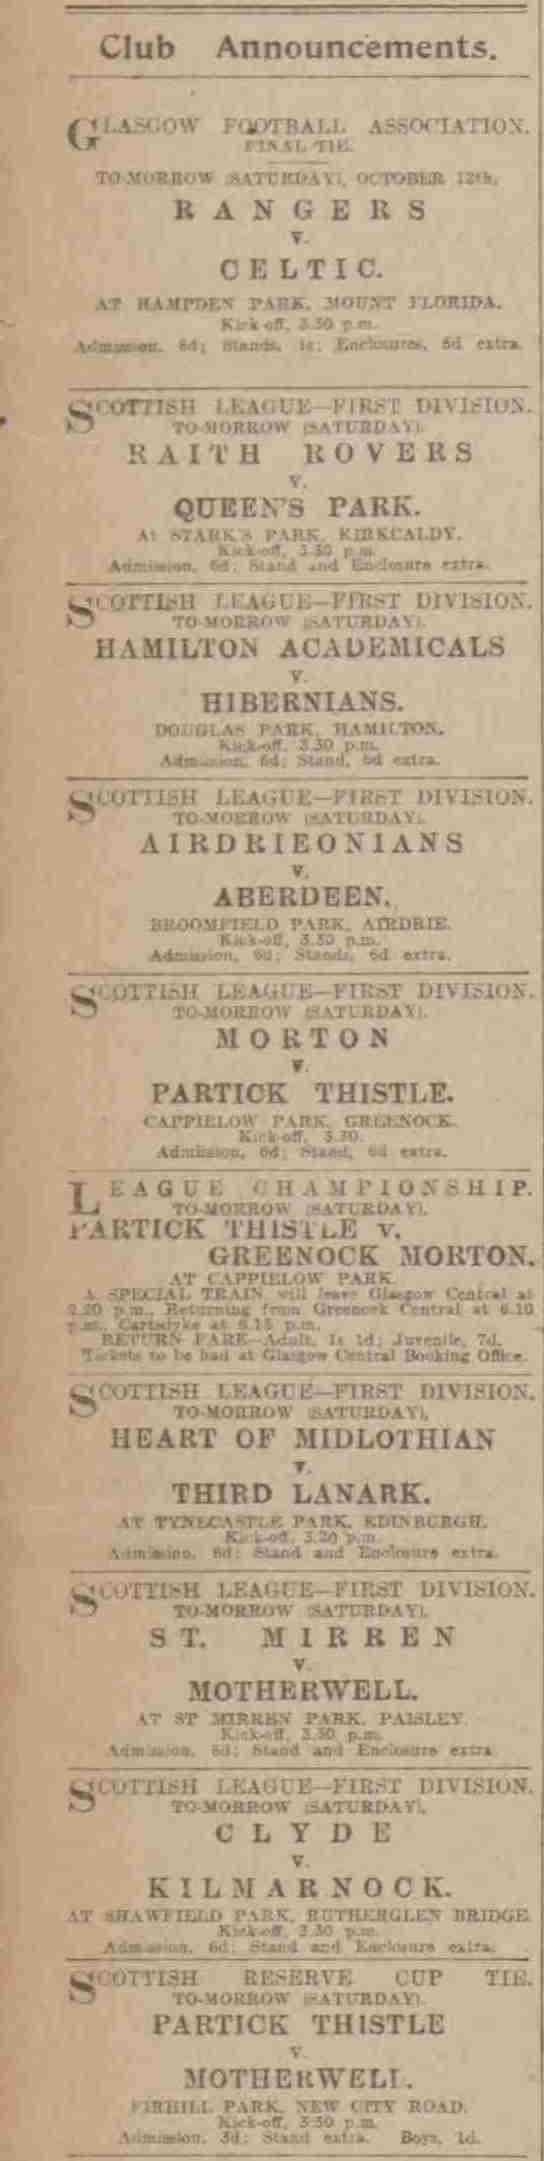 Club Announcements.
GLASGOW FOOTBALL ASSOCIATION.
FINAL TIE.
TO-MORROW (SATURDAY), OCTOBER 12th.
RANGERS
v.
CELTIC.
AT HAMPDEN PARK, MOUNT FLORIDA.
Kick-off, 3.30 p.m.
Admission, 6d; Stands, 1s; Enclosures, 6d extra.
SCOTTISH LEAGUE—FIRST DIVISION.
TO-MORROW (SATURDAY).
RAITH ROVERS
v.
QUEEN'S PARK.
At STARK'S PARK, KIRKCALDY.
Kick-off, 3.30 p.m.
Admission, 6d; Stand and Enclosure extra.
SCOTTISH LEAGUE—FIRST DIVISION.
TO-MORROW (SATURDAY).
HAMILTON ACADEMICALS
v.
HIBERNIANS.
DOUGLAS PARK, HAMILTON.
Kick-off, 3.30 p.m.
Admission, 6d; Stand, 6d extra.
SCOTTISH LEAGUE—FIRST DIVISION.
TO-MORROW (SATURDAY).
AIRDRIEONIANS
v.
ABERDEEN.
BROOMFIELD PARK, AIRDRIE.
Kick-off, 3.30 p.m.
Admission, 6d; Stands, 6d extra.
SCOTTISH LEAGUE—FIRST DIVISION.
TO-MORROW (SATURDAY).
MORTON
v.
PARTICK THISTLE.
CAPPIELOW PARK, GREENOCK.
Kick-off, 3.30.
Admission, 6d; Stand, 6d extra.
LEAGUE CHAMPIONSHIP.
TO-MORROW (SATURDAY).
PARTICK THISTLE v.
GREENOCK MORTON.
AT CAPPIELOW PARK.
A SPECIAL TRAIN will leave Glasgow Central at
2.20 p.m., Returning from Greenock Central at 6.10
p.m., Cartsdyke at 6.15 p.m.
RETURN FARE—Adult, 1s 1d; Juvenile, 7d.
Tickets to be had at Glasgow Central Booking Office.
SCOTTISH LEAGUE—FIRST DIVISION.
TO-MORROW (SATURDAY),
HEART OF MIDLOTHIAN
v.
THIRD LANARK.
AT TYNECASTLE PARK, EDINBURGH.
Kick-off, 3.30 p.m.
Admission, 6d; Stand and Enclosure extra.
SCOTTISH LEAGUE—FIRST DIVISION.
TO-MORROW (SATURDAY).
ST. MIRREN
v.
MOTHERWELL.
AT ST MIRREN PARK, PAISLEY.
Kick-off, 3.30 p.m.
Admission, 6d; Stand and Enclosure extra
SCOTTISH LEAGUE—FIRST DIVISION.
TO-MORROW (SATURDAY).
CLYDE
v.
KILMARNOCK.
AT SHAWFIELD PARK, RUTHERGLEN BRIDGE.
Kick-off, 3.30 p.m.
Admission, 6d; Stand and Enclosure extra.
SCOTTISH RESERVE CUP TIE.
TO-MORROW (SATURDAY).
PARTICK THISTLE
v.
MOTHERWELL.
FIRHILL PARK, NEW CITY ROAD.
Kick-off, 3.30 p.m.
Admission, 3d; Stand extra. Boys, 1d.